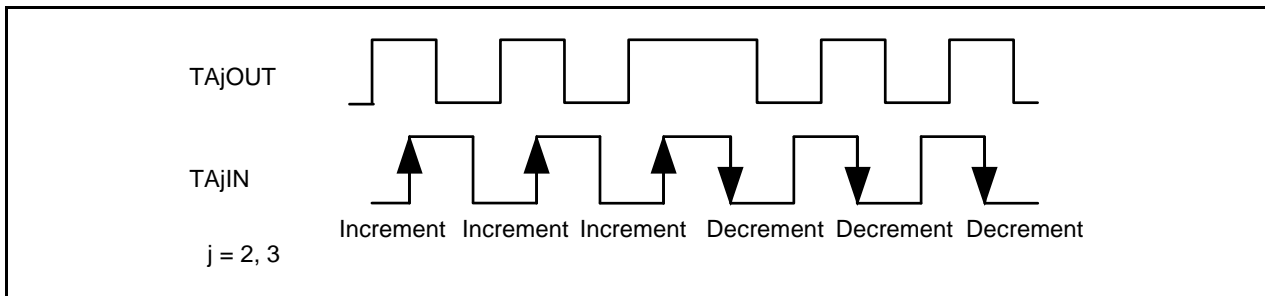 TAjOUT
TAjIN
Increment Increment Increment Decrement Decrement Decrement
j = 2, 3